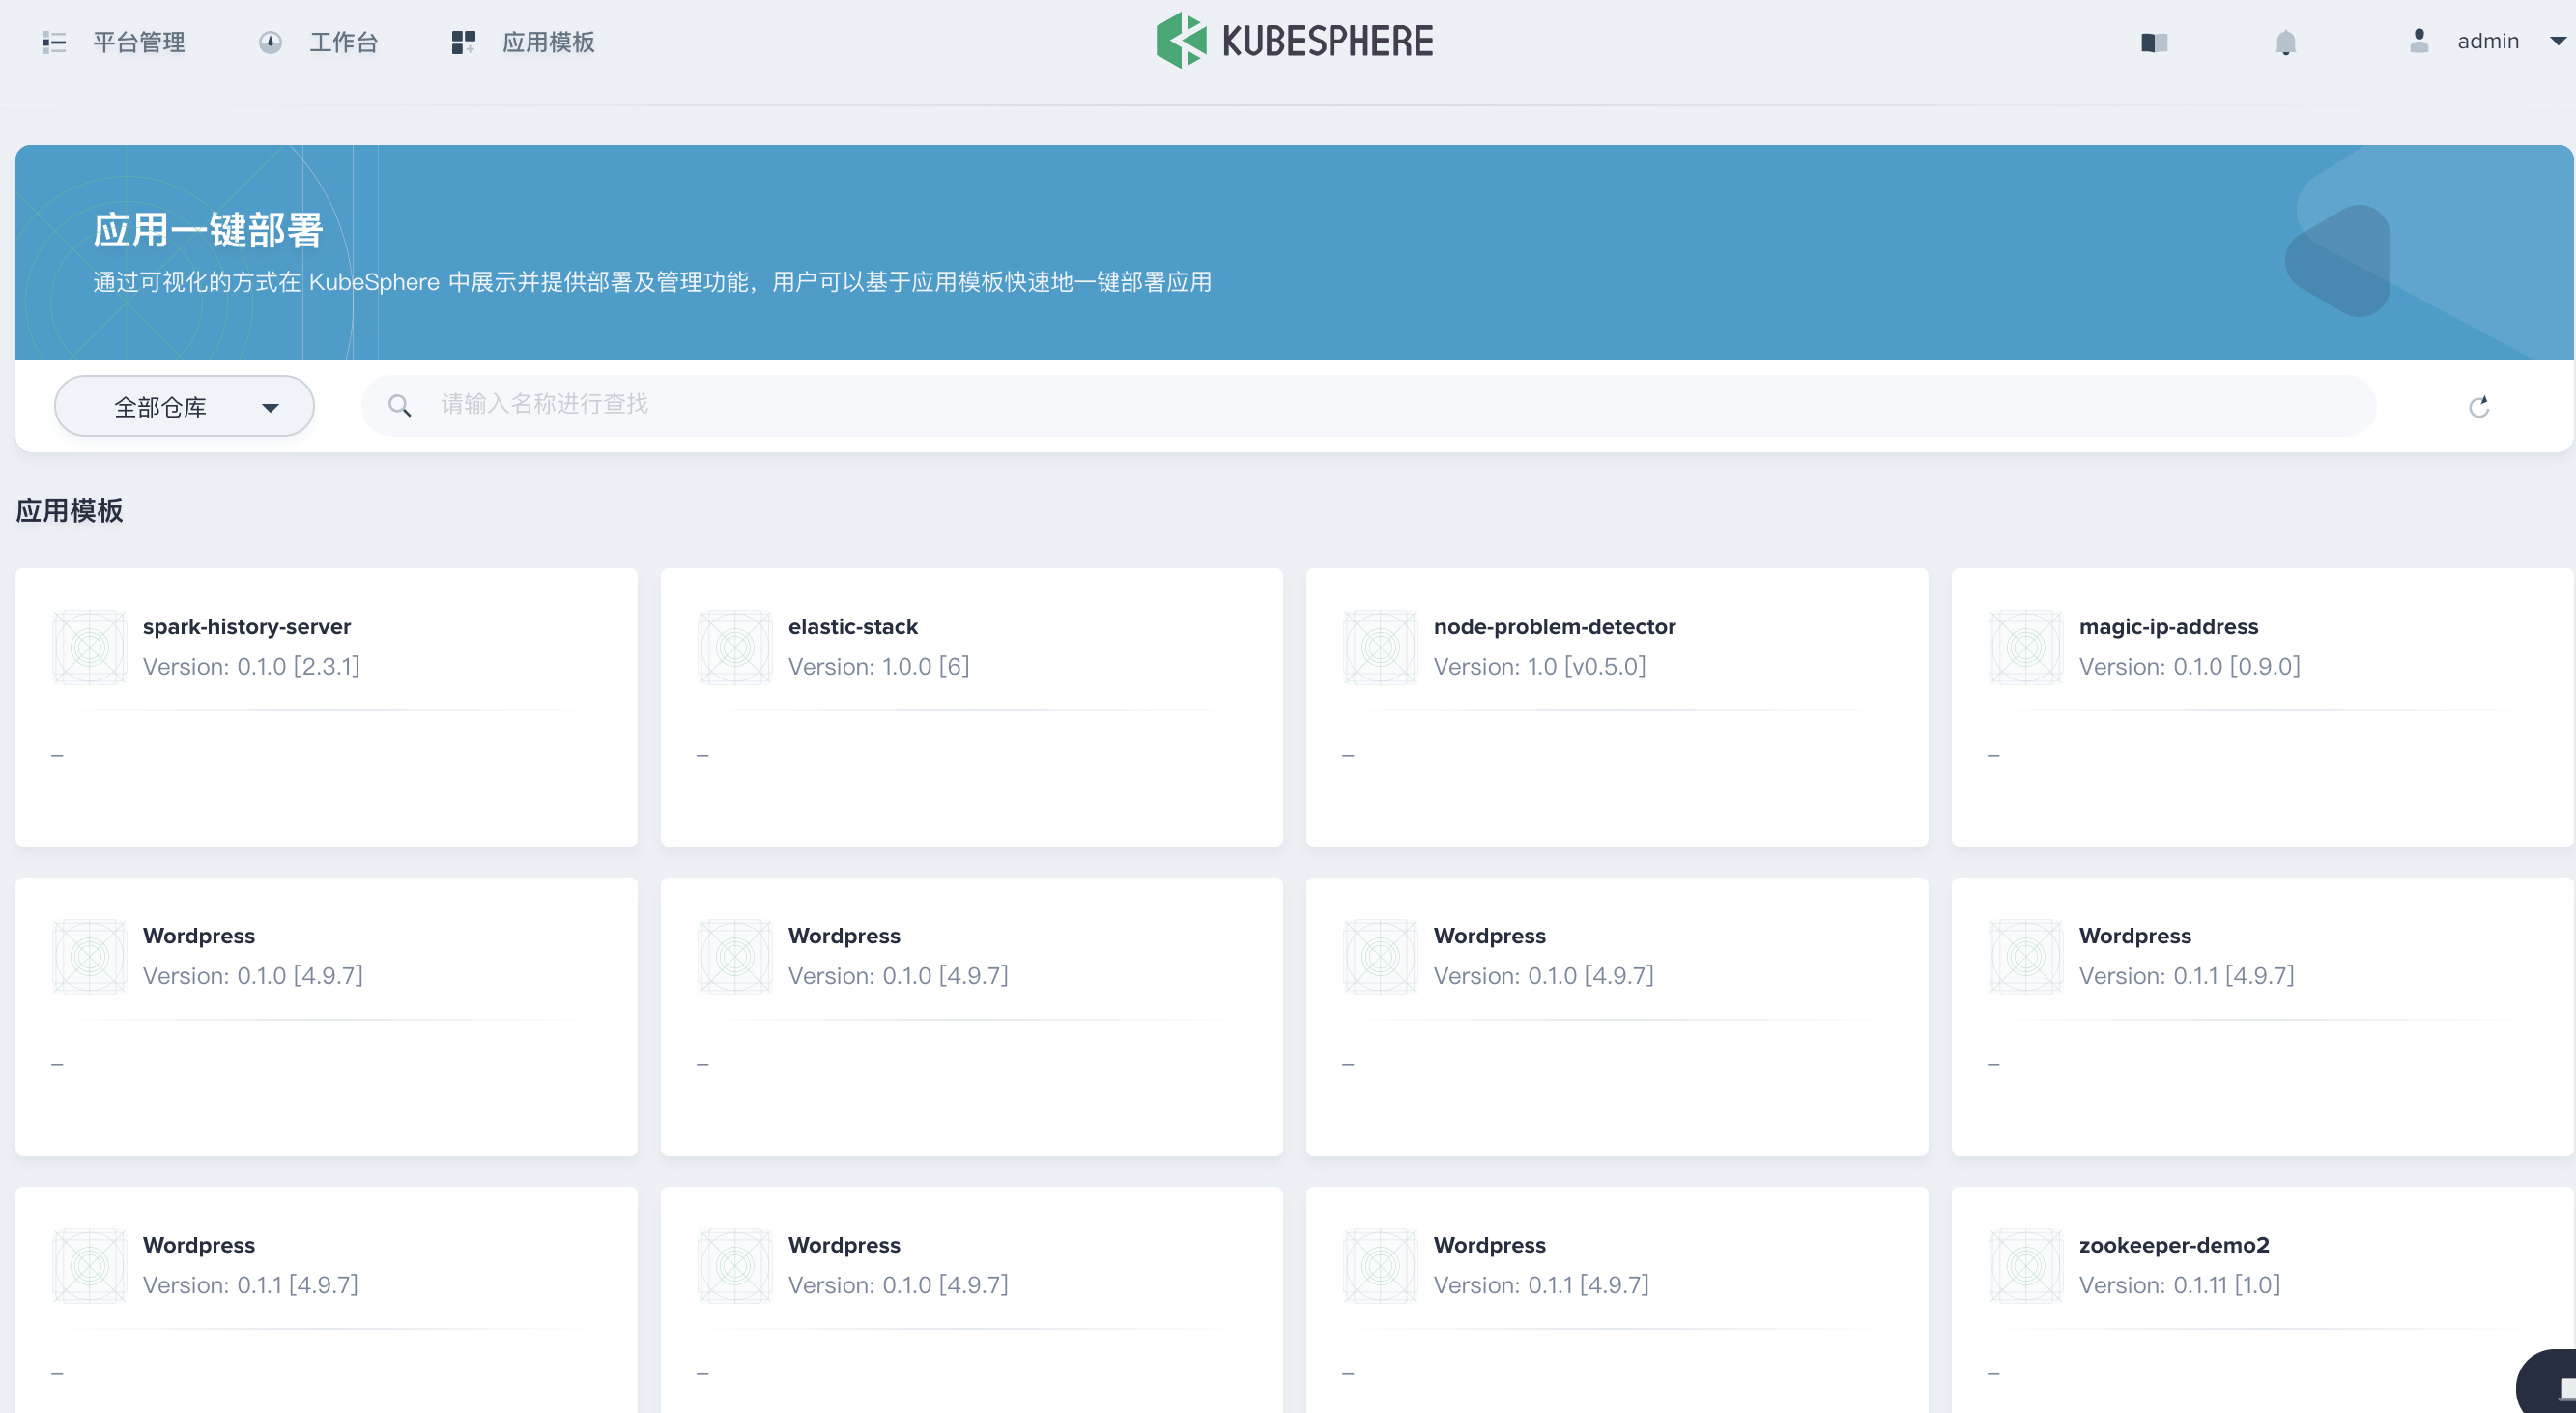 平台管理
工作台
应用模板
KUBESPHERE
admin
应用一键部署
通过可视化的方式在 KubeSphere 中展示并提供部署及管理功能，用户可以基于应用模板快速地一键部署应用
全部仓库
请输入名称进行查找
应用模板
spark-history-server
Version: 0.1.0 [2.3.1]
–
elastic-stack
Version: 1.0.0 [6]
–
node-problem-detector
Version: 1.0 [v0.5.0]
–
magic-ip-address
Version: 0.1.0 [0.9.0]
–
Wordpress
Version: 0.1.0 [4.9.7]
–
Wordpress
Version: 0.1.0 [4.9.7]
–
Wordpress
Version: 0.1.0 [4.9.7]
–
Wordpress
Version: 0.1.1 [4.9.7]
–
Wordpress
Version: 0.1.1 [4.9.7]
–
Wordpress
Version: 0.1.0 [4.9.7]
–
Wordpress
Version: 0.1.1 [4.9.7]
–
zookeeper-demo2
Version: 0.1.11 [1.0]
–